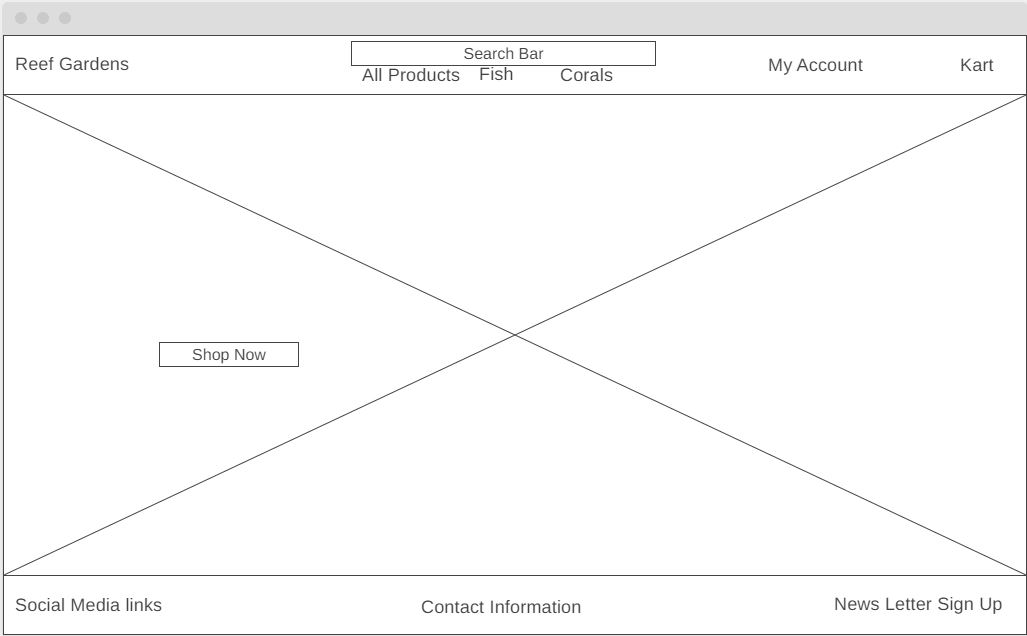 Search Bar
Reef Gardens
All Products Fish Corals
My Account
Kart
Shop Now
Social Media links
Contact Information
News Letter Sign Up